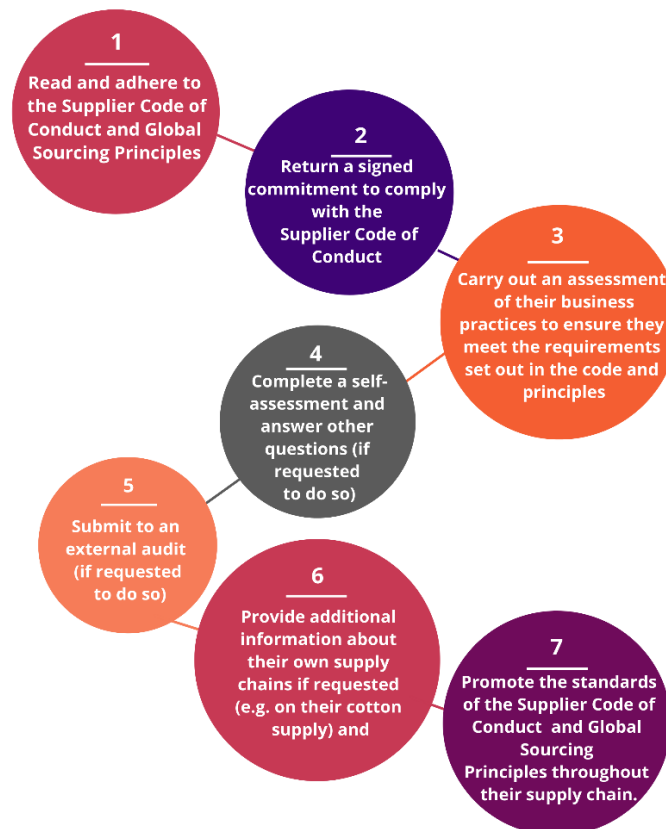 1
Read and adhere to
the Supplier Code of
Conduct and Global
Sourcing Principles
2
Return a signed
commitment to comply
with the
Supplier Code of
Conduct
3
Carry out an assessment
of their business
practices to ensure they
meet the requirements
set out in the code and
principles
4
Complete a self-
assessment and
answer other
questions (if
requested
to do so)
5
Submit to an
external audit
(if requested
to do so)
6
Provide additional
information about
their own supply
chains if requested
(e.g. on their cotton
supply) and
7
Promote the standards
of the Supplier Code of
Conduct and Global
Sourcing
Principles throughout
their supply chain.